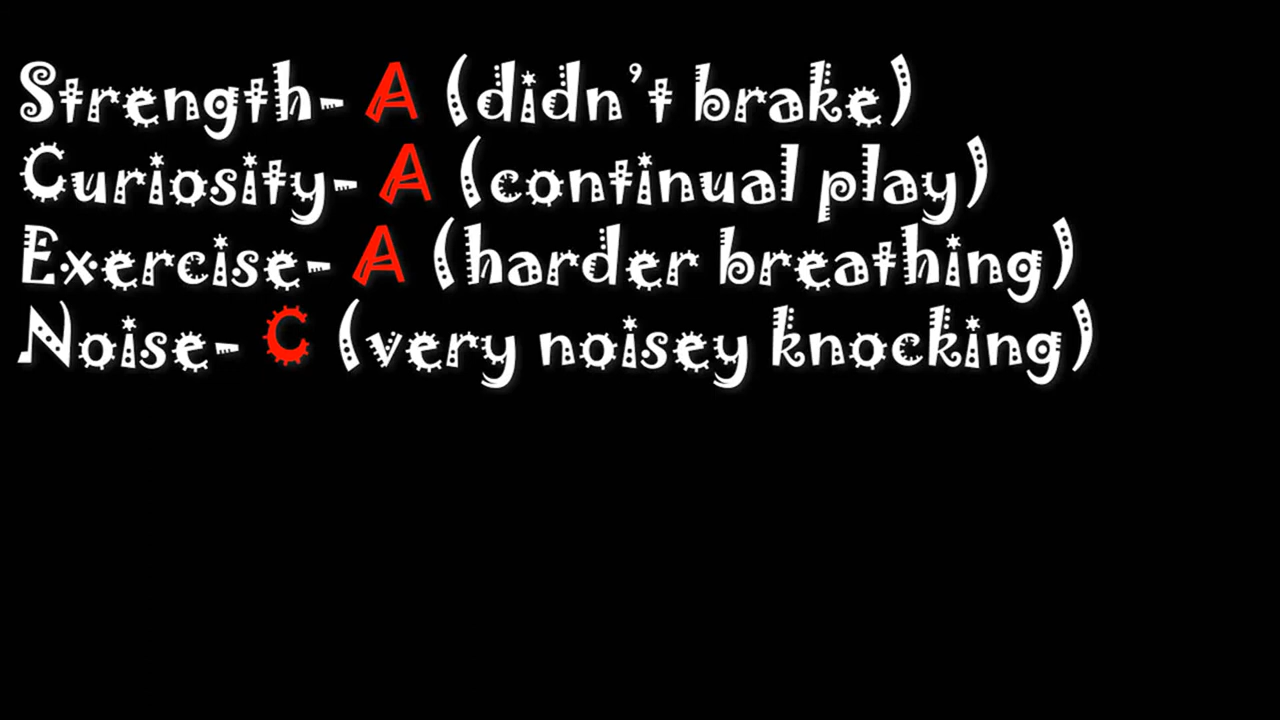 Strength- A (didn't brake)
Curiosity- A (continual play)
Exercise- A (harder breathing)
Noise- C (very noisey knocking)